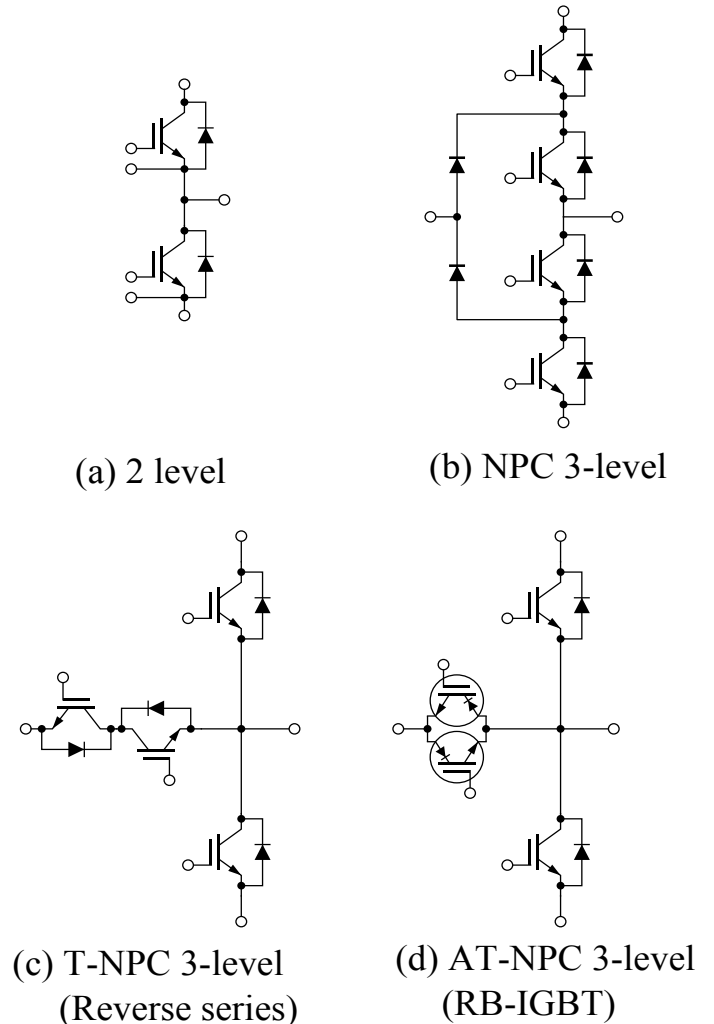 (a) 2 level
(b) NPC 3-level
(c) T-NPC 3-level
(Reverse series)
(d) AT-NPC 3-level
(RB-IGBT)